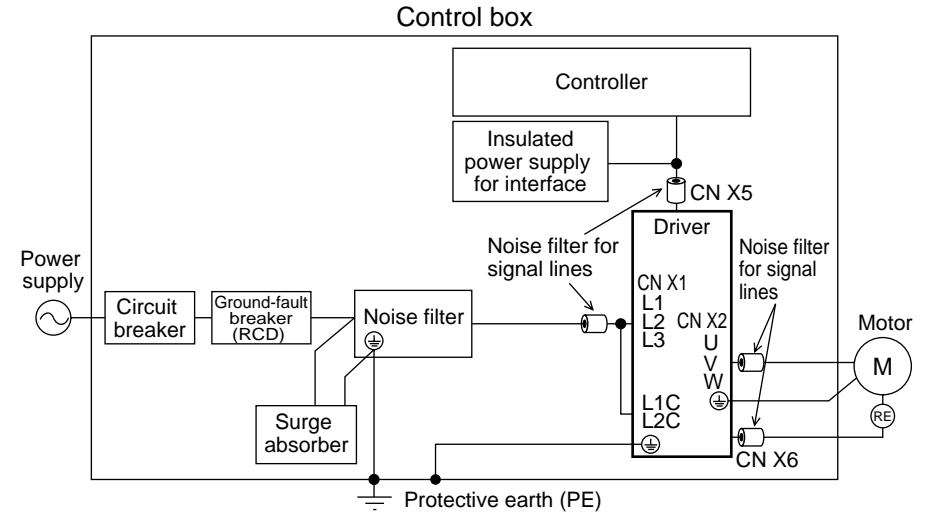 Control box
Controller
Insulated
power supply
for interface
CN X5
Driver
Noise filter for
signal lines
Noise filter
for signal
lines
Power
supply
Circuit
breaker
Ground-fault
breaker
(RCD)
Noise filter
CN X1
L1
L2
L3
CN X2
U
V
W
Motor
M
RE
L1C
L2C
Surge
absorber
CN X6
Protective earth (PE)